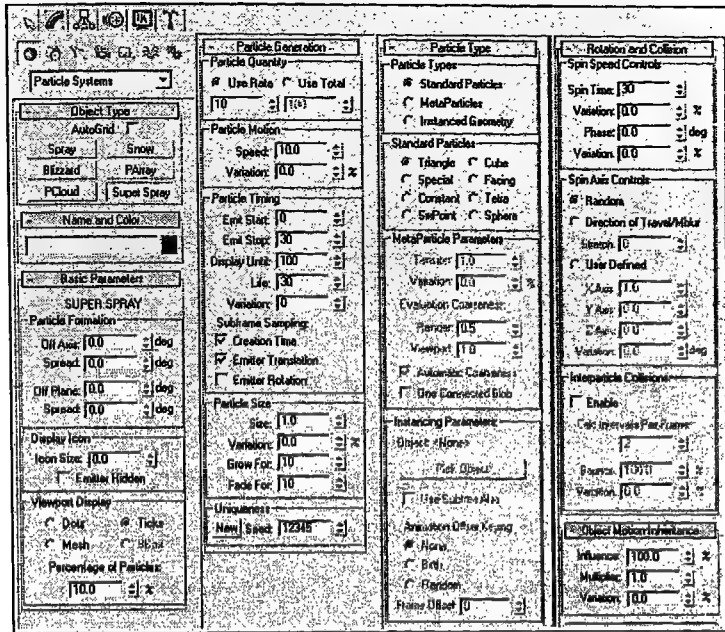 Particle Systems
Object Type
AutoGrid
Spray
Snow
Blizzard
PArray
PCloud
Super Spray
Name and Color
Basic Parameters
SUPER SPRAY
Particle Formation
Off Axis: 0.0 deg
Spread: 0.0 deg
Off Plane: 0.0 deg
Spread: 0.0 deg
Display Icon
Icon Size: 0.0
Emitter Hidden
Viewport Display
Dots
Ticks
Mesh
BBox
Percentage of Particles:
10.0 %
Particle Generation
Particle Quantity
Use Rate
Use Total
10
Particle Motion
Speed: 10.0
Variation: 0.0 %
Particle Timing
Emit Start: 0
Emit Stop: 30
Display Until: 100
Life: 30
Variation: 0
Subframe Sampling:
Creation Time
Emitter Translation
Emitter Rotation
Particle Size
Size: 1.0
Variation: 0.0 %
Grow For: 10
Fade For: 10
Uniqueness
New Seed: 12345
Particle Type
Particle Types
Standard Particles
MetaParticles
Instanced Geometry
Standard Particles
Triangle
Cube
Special
Facing
Constant
Tetra
SixPoint
Sphere
MetaParticle Parameters
Tension: 1.0
Variation: 0.0 %
Evaluation Coarseness:
Render: 0.5
Viewport: 1.0
Automatic Coarseness
One Connected Blob
Instancing Parameters
Object: <None>
Pick Object
Use Subtree Also
Animation Offset Keying
None
Birth
Random
Frame Offset: 0
Rotation and Collision
Spin Speed Controls
Spin Time: 30
Variation: 0.0 %
Phase: 0.0 deg
Variation: 0.0 %
Spin Axis Controls
Random
Direction of Travel/Mblur
Stretch: 0
User Defined
X Axis: 1.0
Y Axis: 0.0
Z Axis: 0.0
Variation: 0.0 deg
Interparticle Collisions
Enable
Calc Intervals Per Frame:
2
Bounce: 100.0
Variation: 0.0 %
Object Motion Inheritance
Influence: 100.0 %
Multiplier: 1.0
Variation: 0.0 %